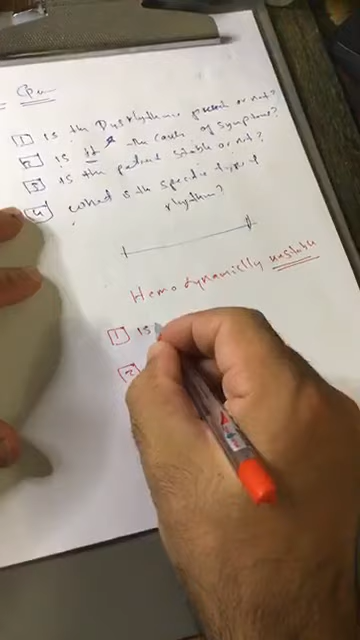 Qu
1 Is the Dysrhythmia present or not?
2 Is it the cause of symptoms?
3 Is the patient stable or not?
4 What is the specific type of
rhythm?
Hemodynamically unstable
1 Is
2